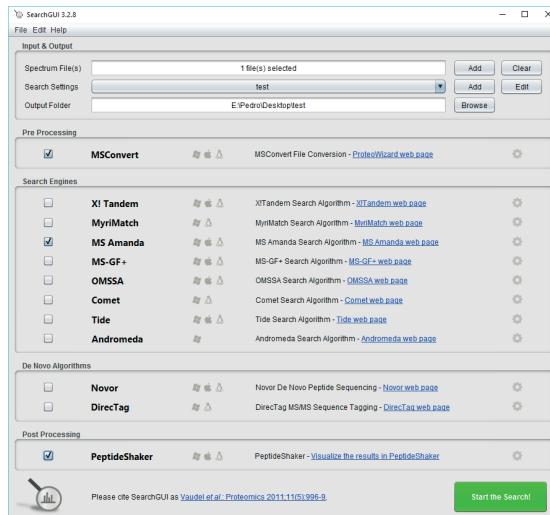 SearchGUI 3.2.8
File Edit Help
Input & Output
Spectrum File(s) 1 file(s) selected Add Clear
Search Settings test Add Edit
Output Folder E:\Pedro\Desktop\test Browse
Pre Processing
MSConvert MSConvert File Conversion - ProteoWizard web page
Search Engines
X! Tandem X!Tandem Search Algorithm - X!Tandem web page
MyriMatch MyriMatch Search Algorithm - MyriMatch web page
MS Amanda MS Amanda Search Algorithm - MS Amanda web page
MS-GF+ MS-GF+ Search Algorithm - MS-GF+ web page
OMSSA OMSSA Search Algorithm - OMSSA web page
Comet Comet Search Algorithm - Comet web page
Tide Tide Search Algorithm - Tide web page
Andromeda Andromeda Search Algorithm - Andromeda web page
De Novo Algorithms
Novor Novor De Novo Peptide Sequencing - Novor web page
DirecTag DirecTag MS/MS Sequence Tagging - DirecTag web page
Post Processing
PeptideShaker PeptideShaker - Visualize the results in PeptideShaker
Please cite SearchGUI as Vaudel et al.: Proteomics 2011;11(5):996-9.
Start the Search!